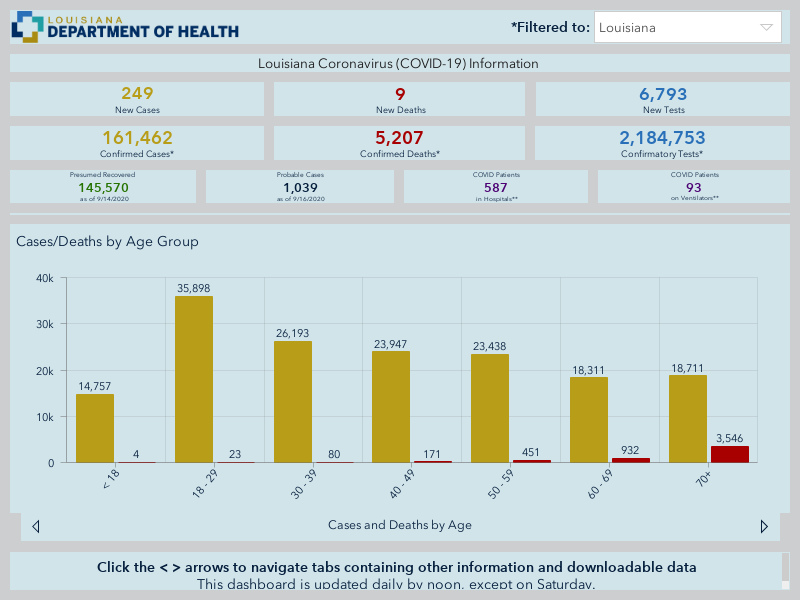 LOUISIANA
DEPARTMENT OF HEALTH
*Filtered to: Louisiana
Louisiana Coronavirus (COVID-19) Information
249
New Cases
9
New Deaths
6,793
New Tests
161,462
Confirmed Cases*
5,207
Confirmed Deaths*
2,184,753
Confirmatory Tests*
Presumed Recovered
145,570
as of 9/14/2020
Probable Cases
1,039
as of 9/16/2020
COVID Patients
587
in Hospitals**
COVID Patients
93
on Ventilators**
Cases/Deaths by Age Group
40k
30k
20k
10k
0
14,757
4
35,898
23
26,193
80
23,947
171
23,438
451
18,311
932
18,711
3,546
< 18
18 - 29
30 - 39
40 - 49
50 - 59
60 - 69
70+
Cases and Deaths by Age
Click the < > arrows to navigate tabs containing other information and downloadable data
This dashboard is updated daily by noon, except on Saturday.